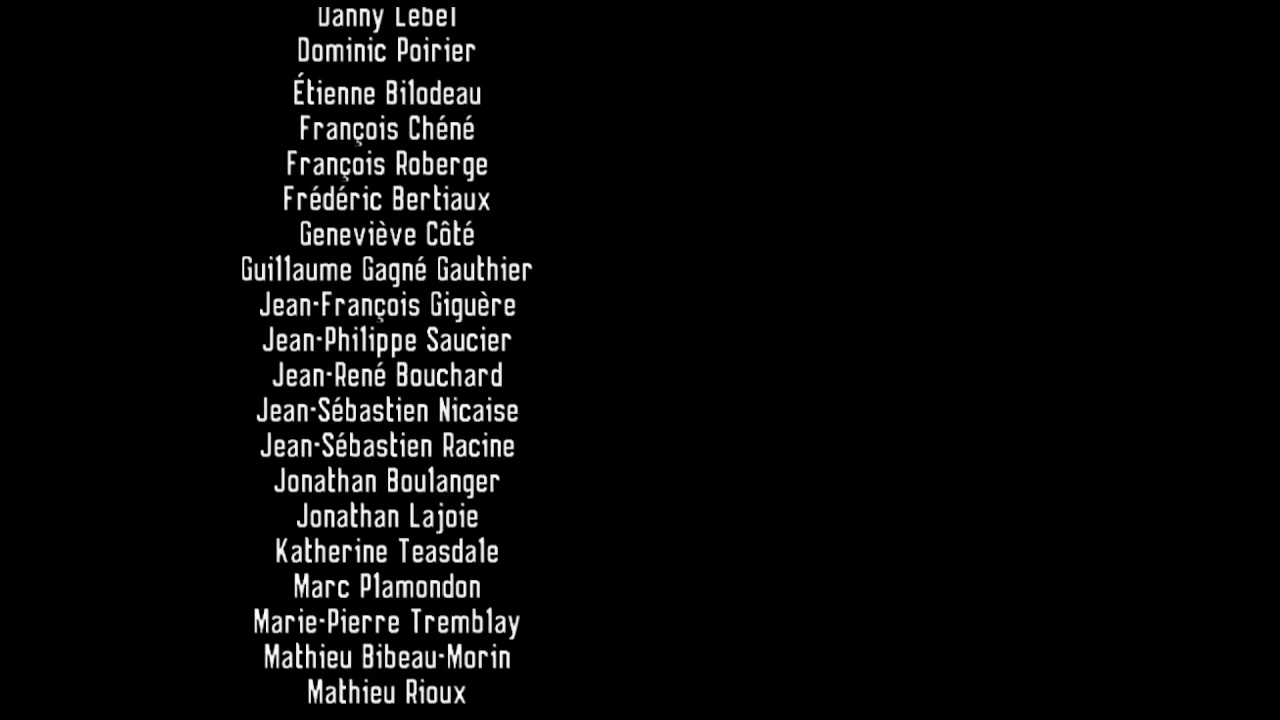 Danny Lebel
Dominic Poirier
Étienne Bilodeau
François Chéné
François Roberge
Frédéric Bertiaux
Geneviève Côté
Guillaume Gagné Gauthier
Jean-François Giguère
Jean-Philippe Saucier
Jean-René Bouchard
Jean-Sébastien Nicaise
Jean-Sébastien Racine
Jonathan Boulanger
Jonathan Lajoie
Katherine Teasdale
Marc Plamondon
Marie-Pierre Tremblay
Mathieu Bibeau-Morin
Mathieu Rioux